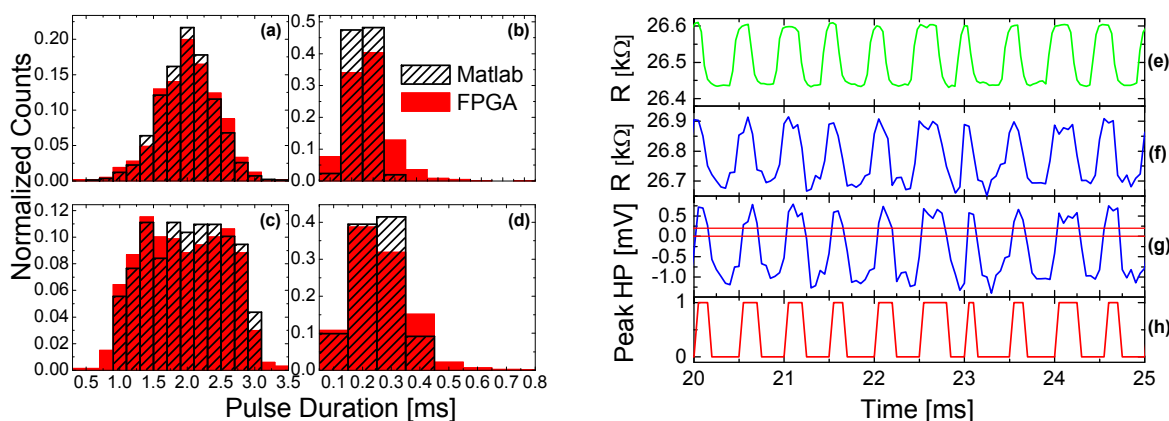 Normalized Counts
0.20
0.15
0.10
0.05
0.00
(a)
0.5
0.4
0.3
0.2
0.1
0.0
(b)
Matlab
FPGA
0.12
0.10
0.08
0.06
0.04
0.02
0.00
(c)
0.4
0.3
0.2
0.1
0.0
(d)
0.5 1.0 1.5 2.0 2.5 3.0 3.5
0.1 0.2 0.3 0.4 0.5 0.6 0.7 0.8
Pulse Duration [ms]
R [kΩ]
26.6
26.5
26.4
(e)
R [kΩ]
26.9
26.8
26.7
(f)
HP [mV]
0.5
0.0
-1.0
(g)
Peak
1
0
(h)
20 21 22 23 24 25
Time [ms]